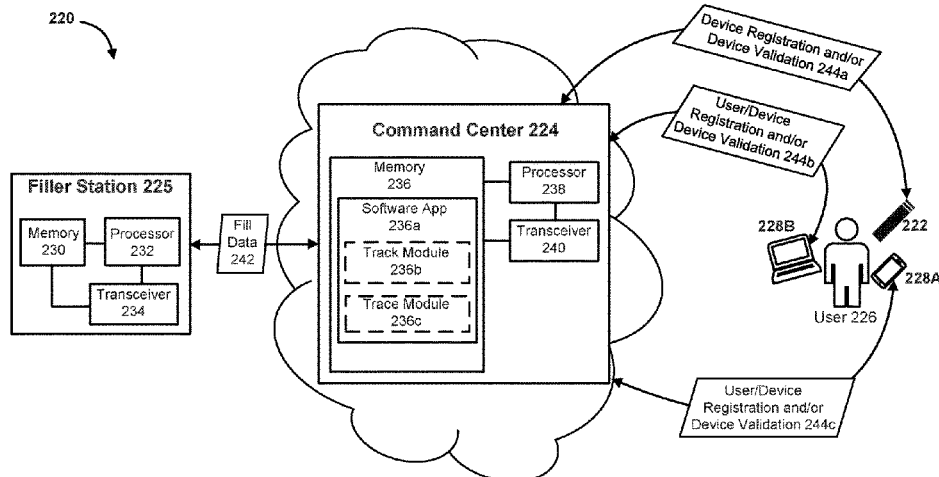 220
Filler Station 225
Memory
230
Processor
232
Transceiver
234
Fill
Data
242
Command Center 224
Memory
236
Software App
236a
Track Module
236b
Trace Module
236c
Processor
238
Transceiver
240
Device Registration and/or
Device Validation 244a
User/Device
Registration and/or
Device Validation 244b
222
228B
228A
User 226
User/Device
Registration and/or
Device Validation 244c